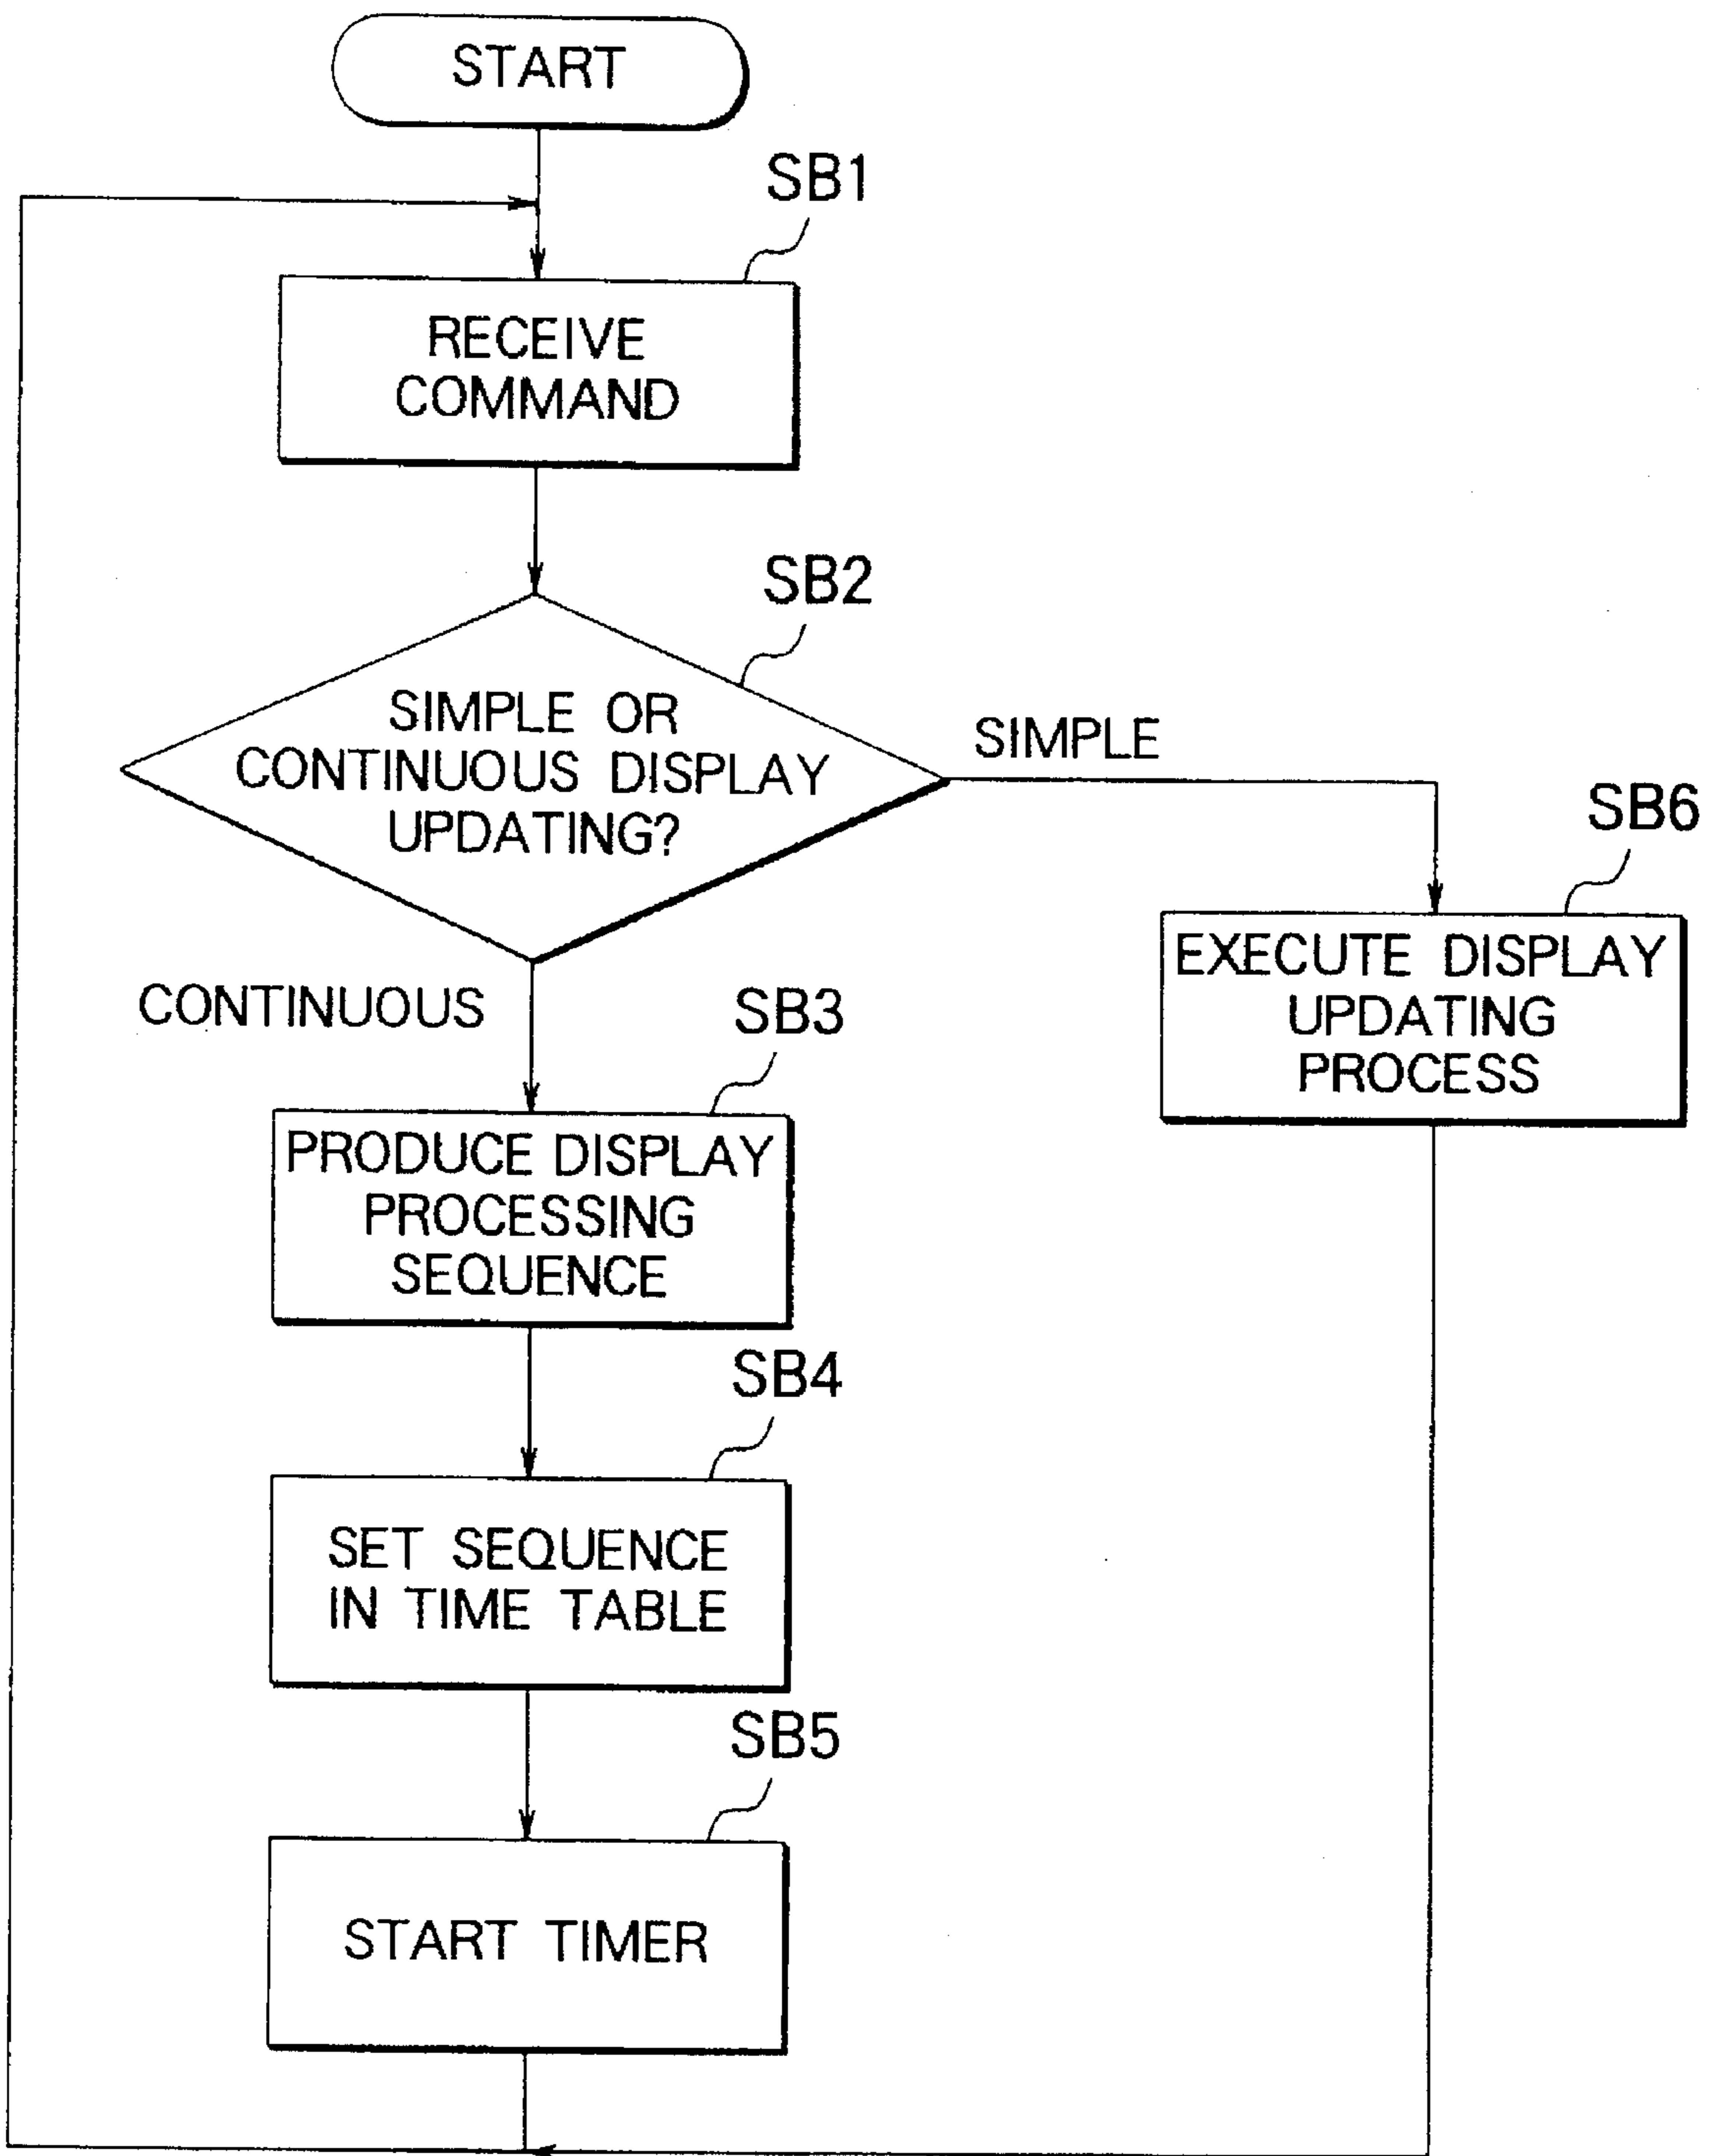 START
SB1
RECEIVE
COMMAND
SB2
SIMPLE OR
CONTINUOUS DISPLAY
UPDATING?
SIMPLE
SB6
EXECUTE DISPLAY
UPDATING
PROCESS
CONTINUOUS
SB3
PRODUCE DISPLAY
PROCESSING
SEQUENCE
SB4
SET SEQUENCE
IN TIME TABLE
SB5
START TIMER